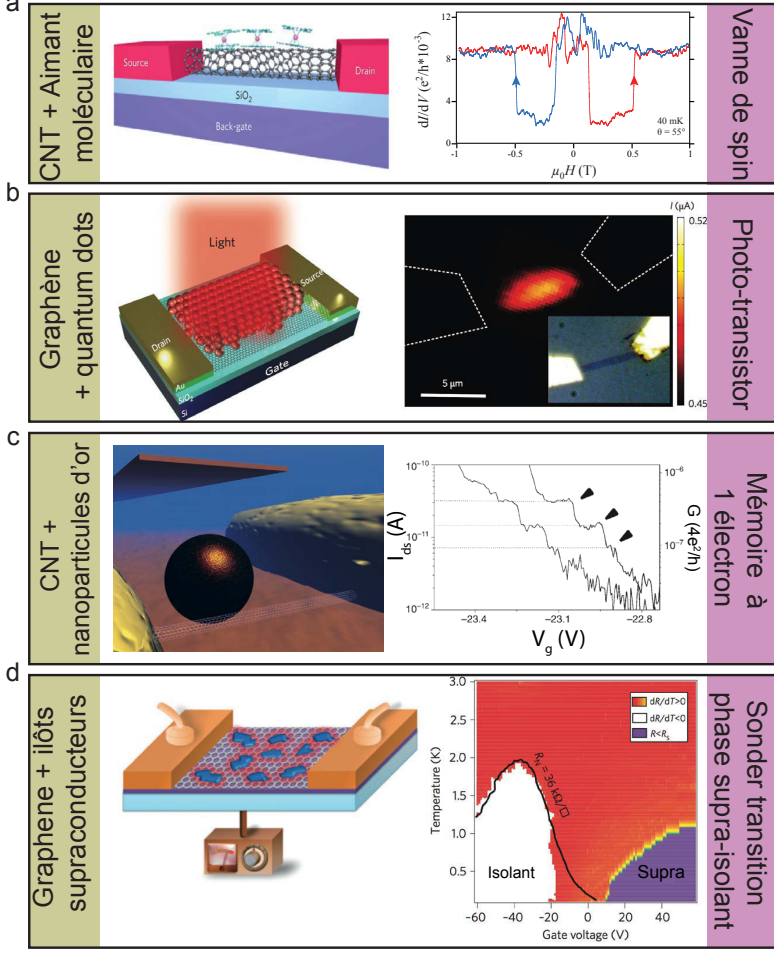 a
CNT + Aimant
moléculaire
Source
Drain
SiO2
Back-gate
dI/dV (e²/h*10⁻³)
12
8
4
0
-1
-0.5
0
0.5
1
40 mK
θ = 55°
μ0H (T)
Vanne de spin
b
Graphène
+ quantum dots
Light
Source
Drain
Gate
Au
SiO2
Si
5 μm
I (μA)
0.52
0.45
Photo-transistor
c
CNT +
nanoparticules d'or
Ids (A)
10⁻¹⁰
10⁻¹¹
10⁻¹²
−23.4
−23.1
−22.8
Vg (V)
10⁻⁶
10⁻⁷
G (4e²/h)
Mémoire à
1 électron
d
Graphene + ilôts
supraconducteurs
Temperature (K)
3.0
2.5
2.0
1.5
1.0
0.5
dR/dT>0
dR/dT<0
R<Rs
RN = 36 kΩ/□
Isolant
Supra
−60
−40
−20
0
20
40
Gate voltage (V)
Sonder transition
phase supra-isolant